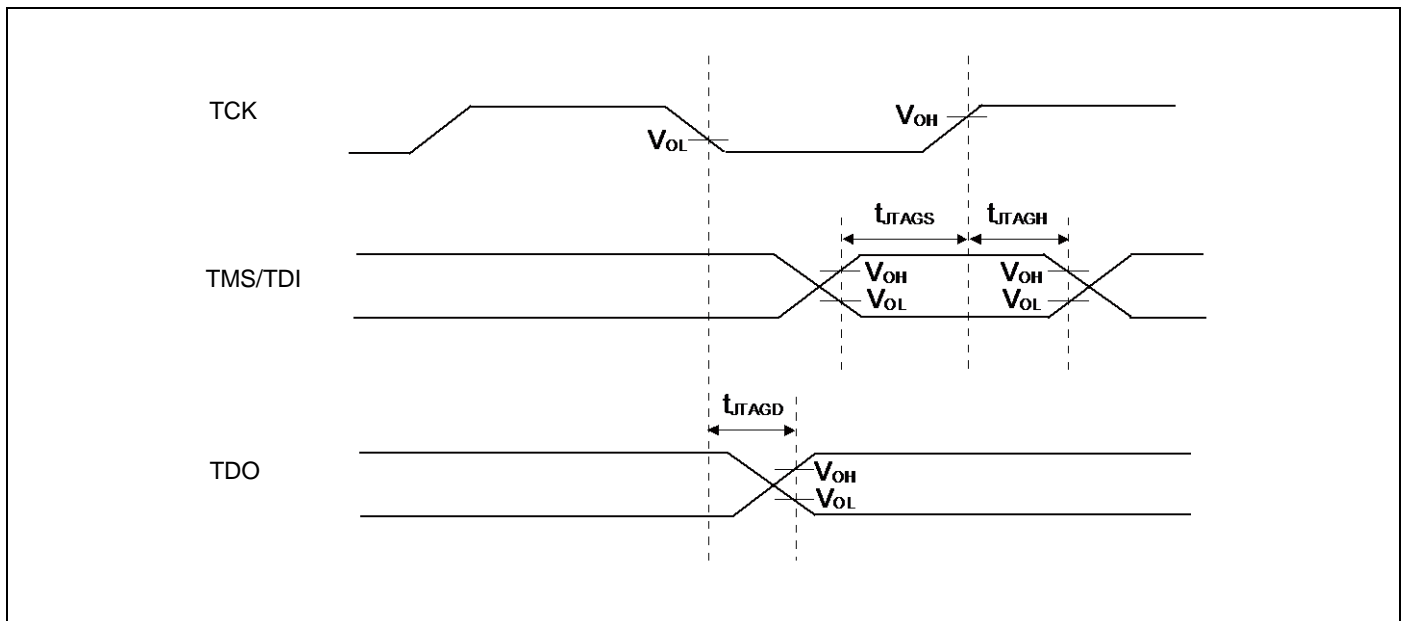 TCK
VOL
VOH
tJTAGS
tJTAGH
TMS/TDI
VOH
VOL
VOH
VOL
tJTAGD
TDO
VOH
VOL